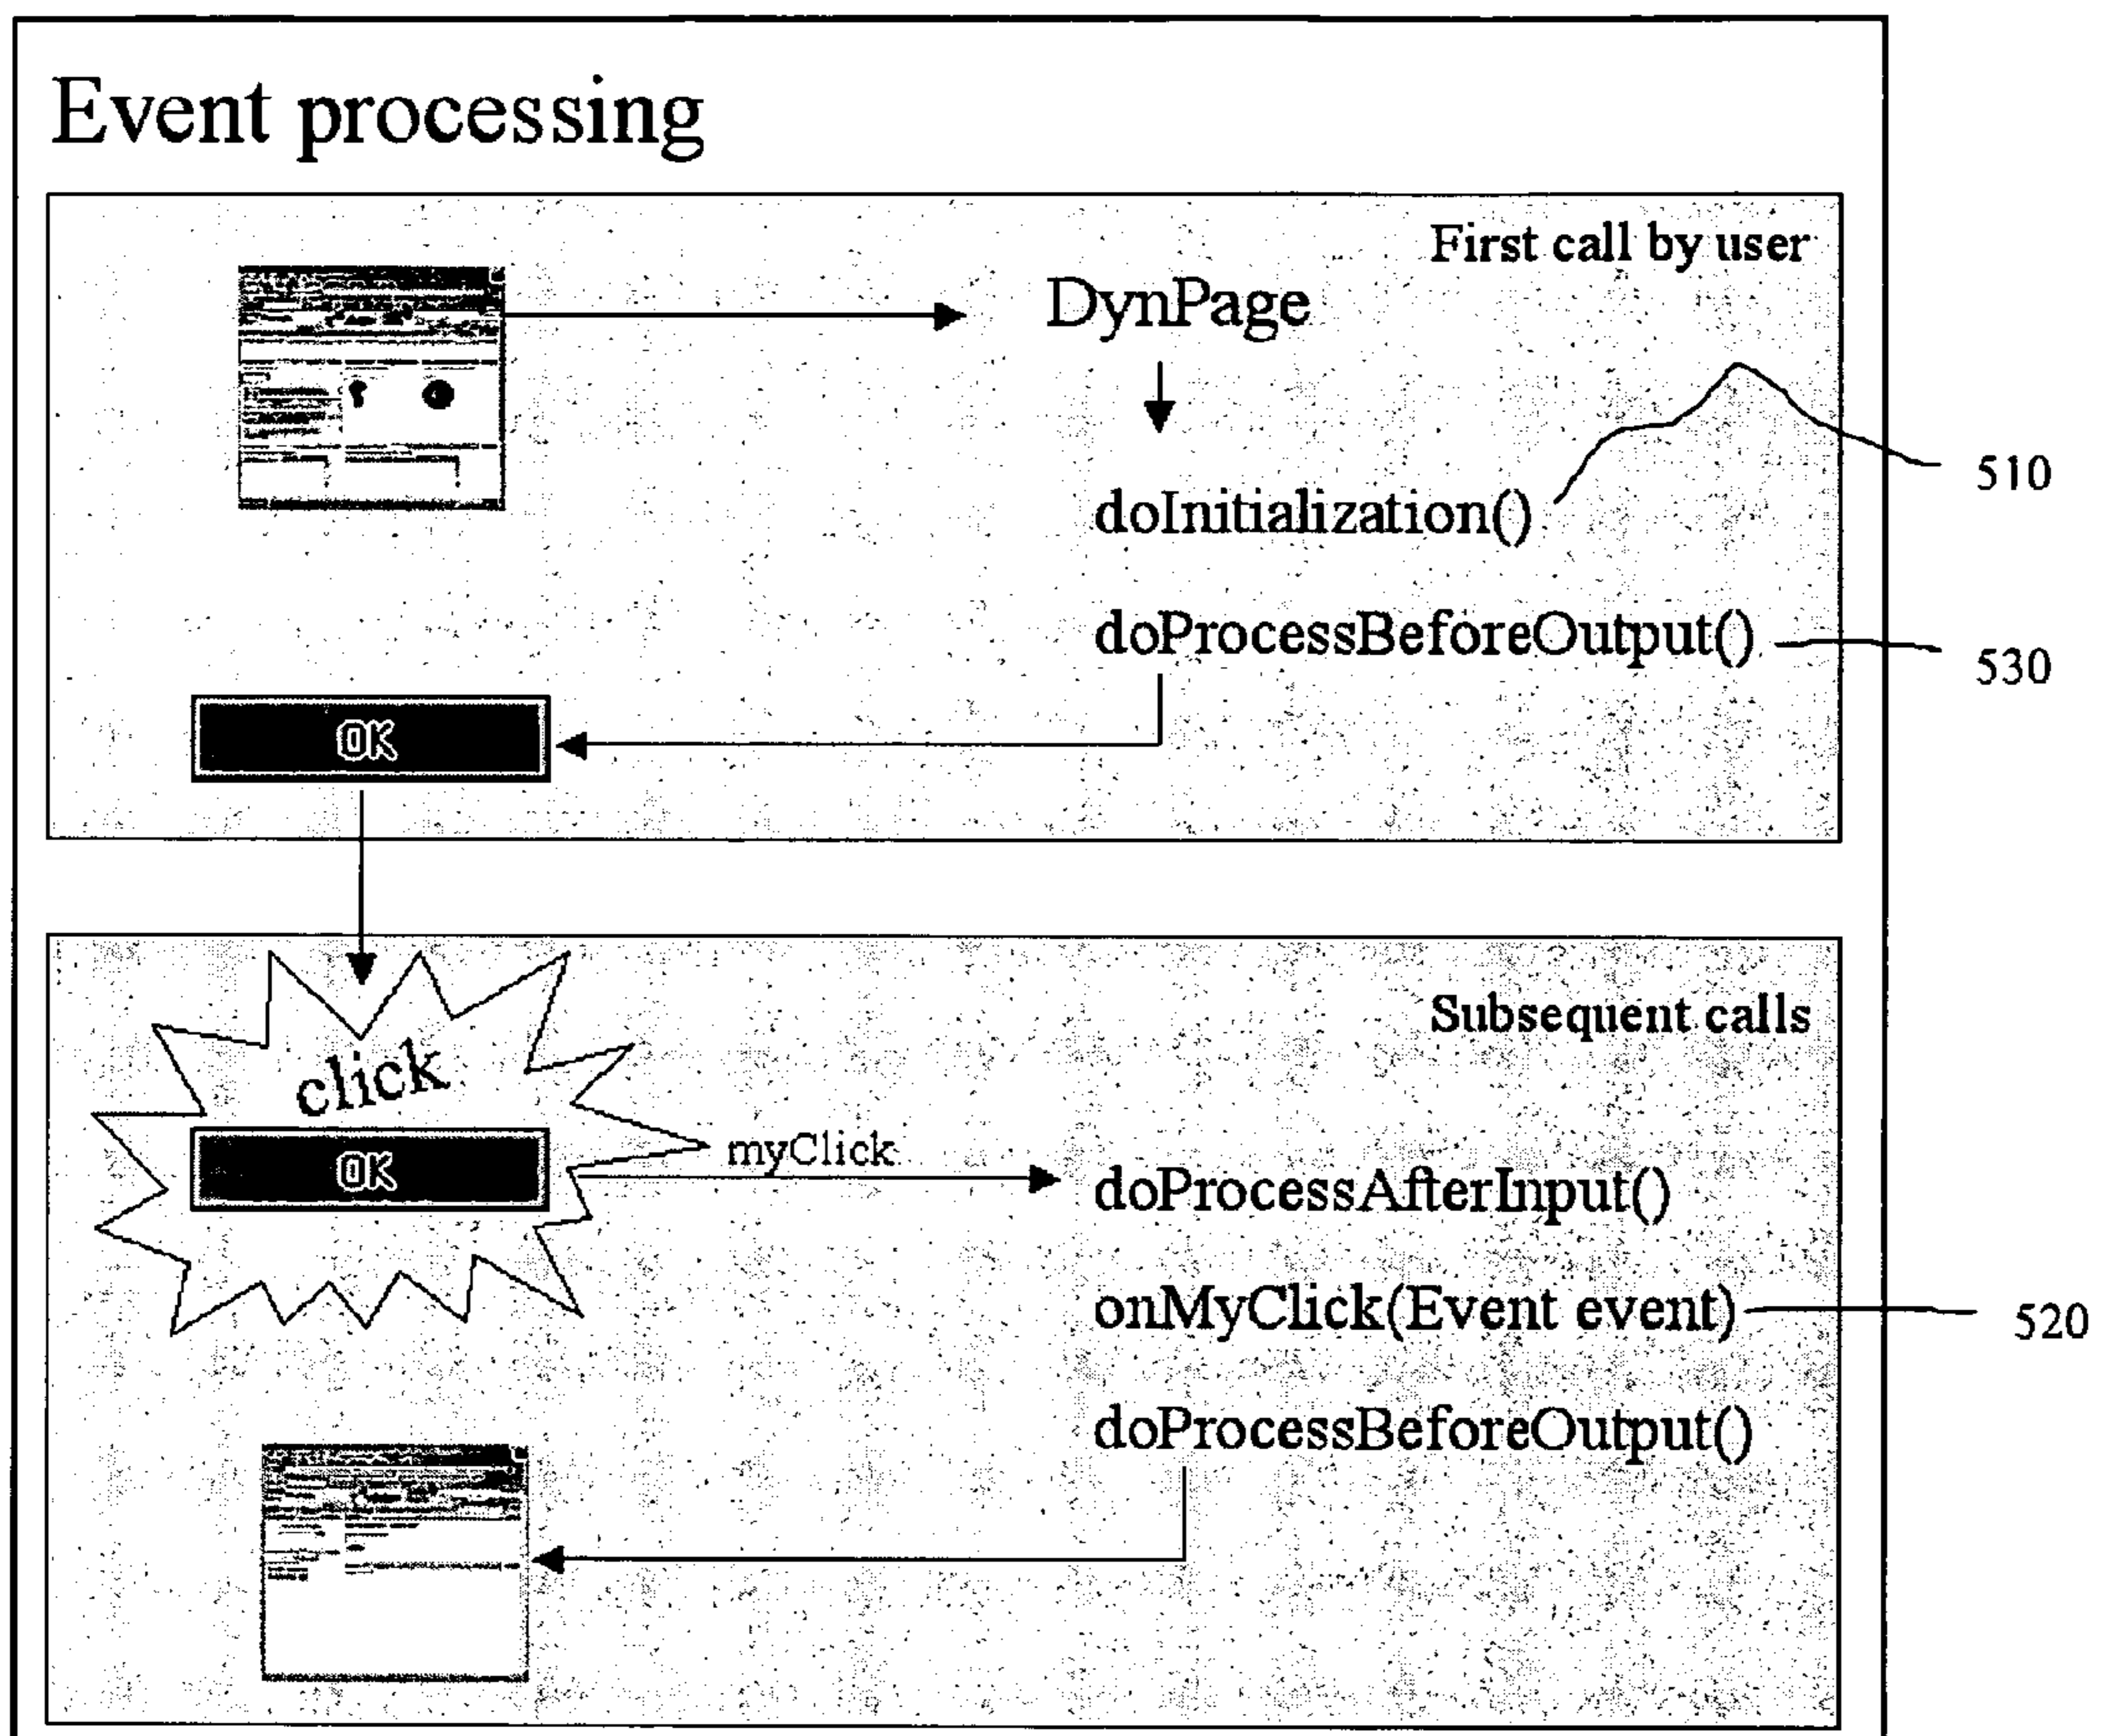 Event processing
First call by user
DynPage
doInitialization()
510
doProcessBeforeOutput()
530
OK
Subsequent calls
click
OK
myClick
doProcessAfterInput()
onMyClick(Event event)
520
doProcessBeforeOutput()